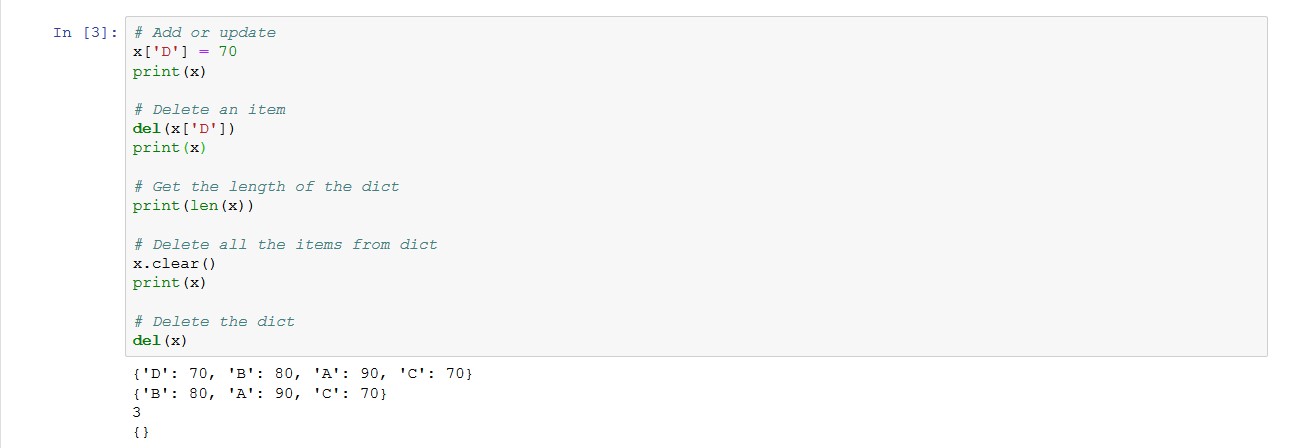 In [3]: # Add or update
x['D'] = 70
print(x)
# Delete an item
del(x['D'])
print(x)
# Get the length of the dict
print(len(x))
# Delete all the items from dict
x.clear()
print(x)
# Delete the dict
del(x)
{'D': 70, 'B': 80, 'A': 90, 'C': 70}
{'B': 80, 'A': 90, 'C': 70}
3
{}